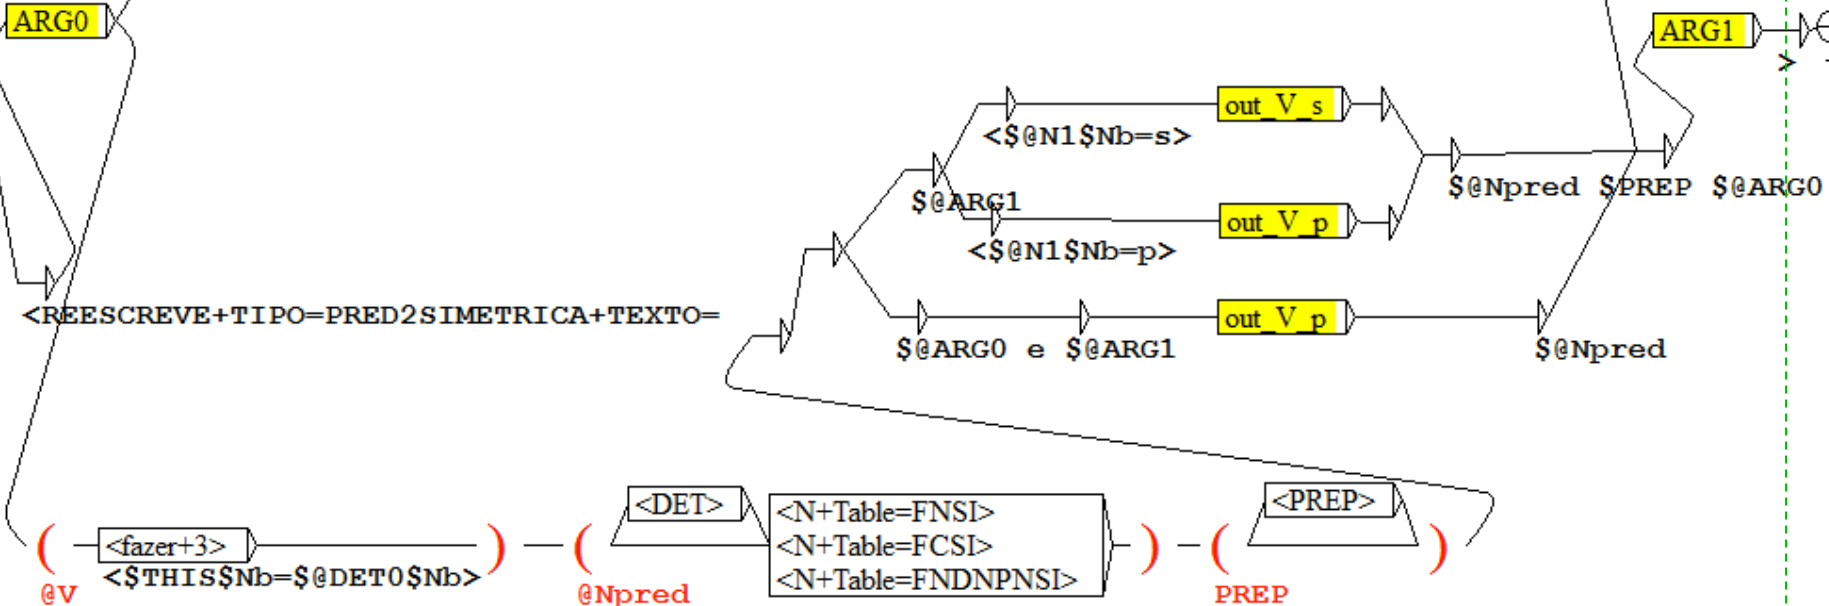 ARG0
ARG1
>
out_V_s
<$@N1$Nb=s>
$@Npred $PREP $@ARG0
$@ARG1
out_V_p
<$@N1$Nb=p>
<REESCREVE+TIPO=PRED2SIMETRICA+TEXTO=
out_V_p
$@ARG0 e $@ARG1
$@Npred
<DET>
<PREP>
<N+Table=FNSI>
( <fazer+3> ) ( <N+Table=FCSI> ) ( )
<$THIS$Nb=$@DET0$Nb>
<N+Table=FNDNPNSI>
@V
@Npred
PREP